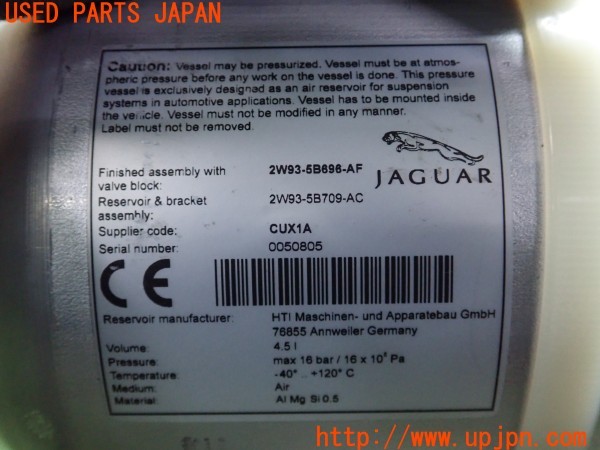 USED PARTS JAPAN
Caution: Vessel may be pressurized. Vessel must be at atmos-
pheric pressure before any work on the vessel is done. This pressure
vessel is exclusively designed as an air reservoir for suspension
systems in automotive applications. Vessel has to be mounted inside
the vehicle. Vessel must not be modified in any manner.
Label must not be removed.
Finished assembly with 2W93-5B696-AF
valve block:
JAGUAR
Reservoir & bracket 2W93-5B709-AC
assembly:
Supplier code: CUX1A
Serial number: 0050805
CE
Reservoir manufacturer: HTI Maschinen- und Apparatebau GmbH
76855 Annweiler Germany
Volume: 4.5 l
Pressure: max 16 bar / 16 x 10⁵ Pa
Temperature: -40° .. +120° C
Medium: Air
Material: Al Mg Si 0.5
http://www.upjpn.com/